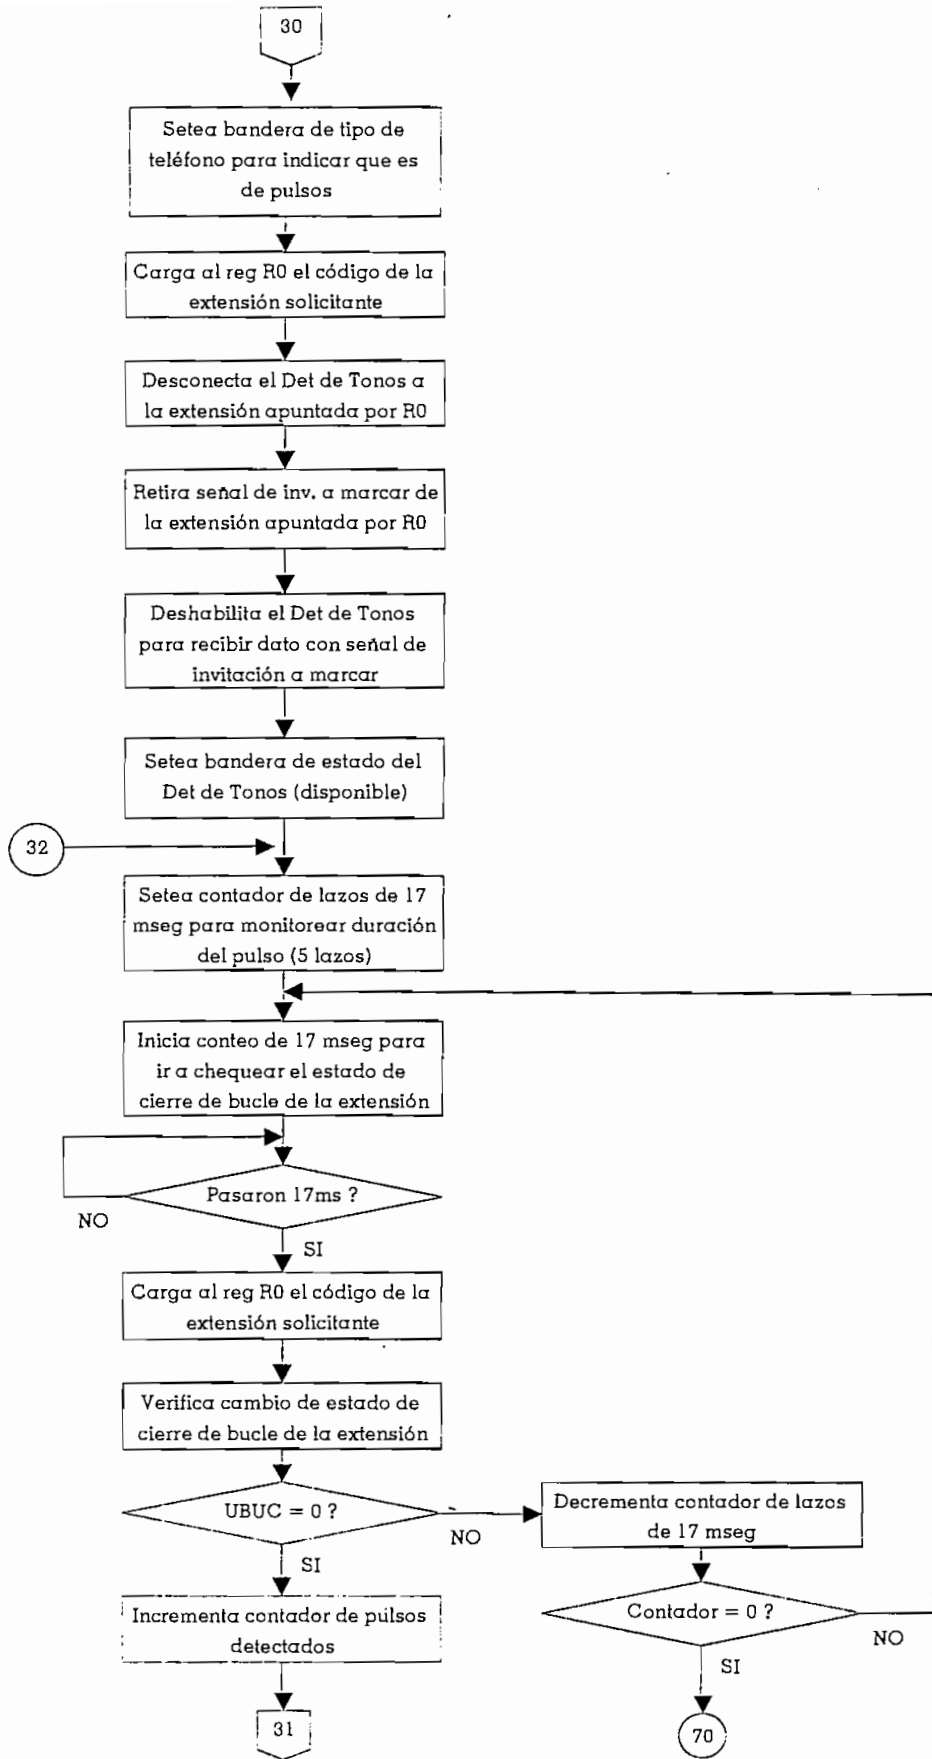 30
Setea bandera de tipo de
teléfono para indicar que es
de pulsos
Carga al reg R0 el código de la
extensión solicitante
Desconecta el Det de Tonos a
la extensión apuntada por R0
Retira señal de inv. a marcar de
la extensión apuntada por R0
Deshabilita el Det de Tonos
para recibir dato con señal de
invitación a marcar
Setea bandera de estado del
Det de Tonos (disponible)
32
Setea contador de lazos de 17
mseg para monitorear duración
del pulso (5 lazos)
Inicia conteo de 17 mseg para
ir a chequear el estado de
cierre de bucle de la extensión
Pasaron 17ms ?
NO
SI
Carga al reg R0 el código de la
extensión solicitante
Verifica cambio de estado de
cierre de bucle de la extensión
UBUC = 0 ?
NO
SI
Decrementa contador de lazos
de 17 mseg
Incrementa contador de pulsos
detectados
Contador = 0 ?
NO
SI
31
70